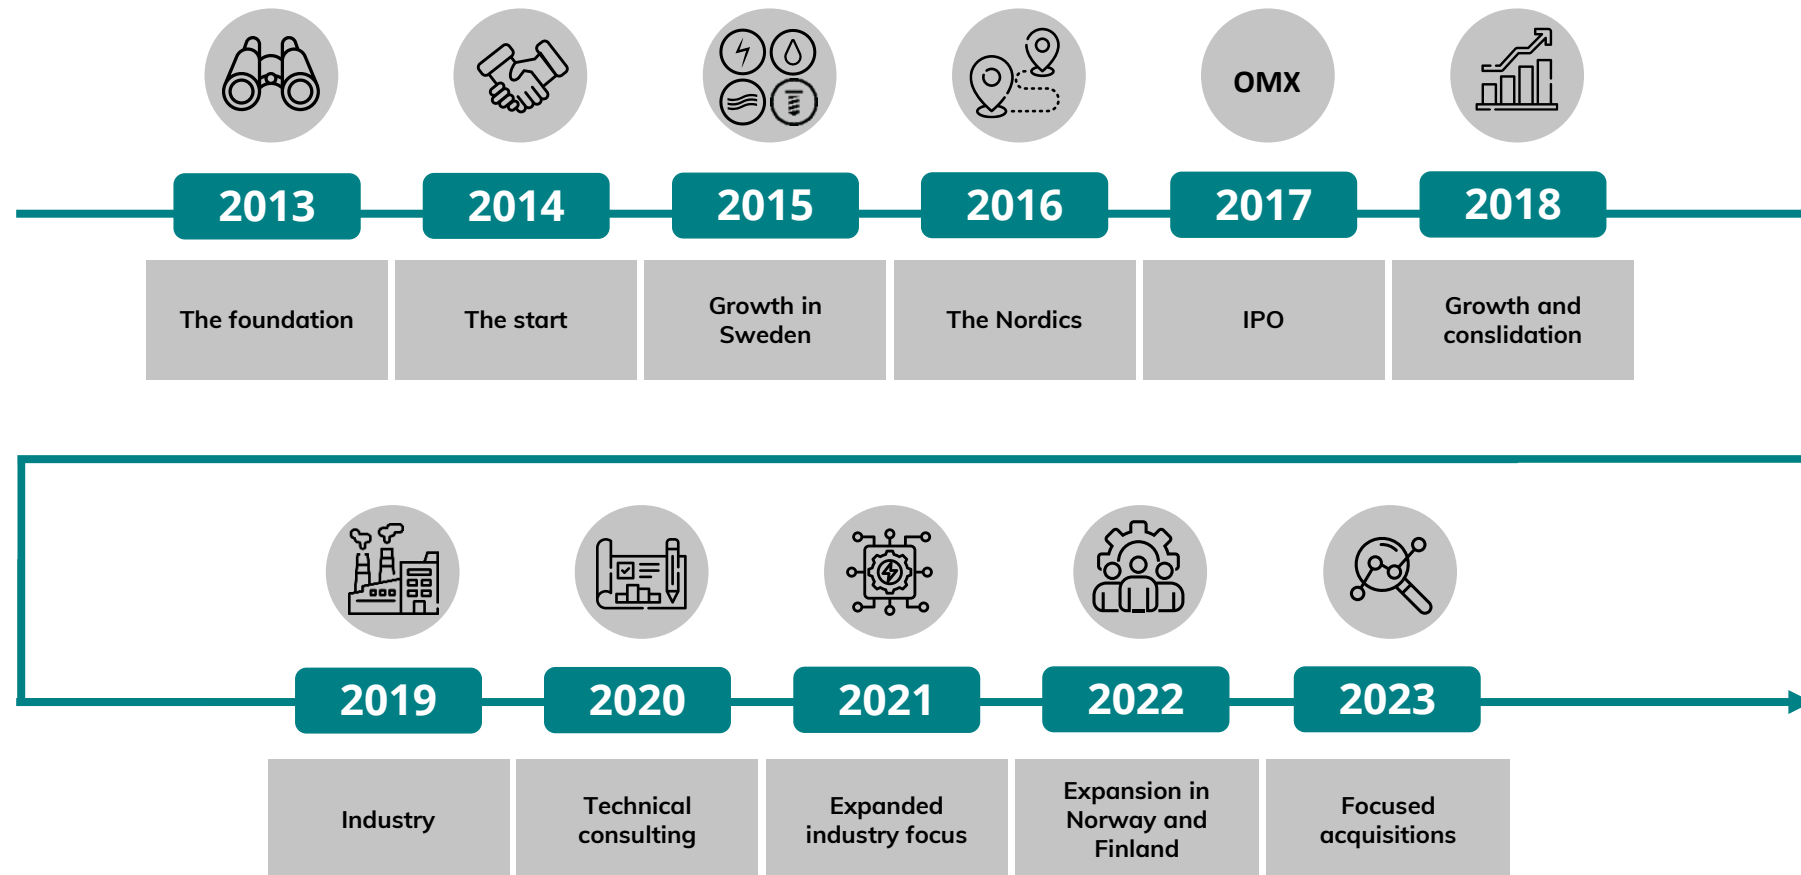 OMX
2013
2014
2015
2016
2017
2018
The foundation
The start
Growth in
Sweden
The Nordics
IPO
Growth and
conslidation
2019
2020
2021
2022
2023
Industry
Technical
consulting
Expanded
industry focus
Expansion in
Norway and
Finland
Focused
acquisitions